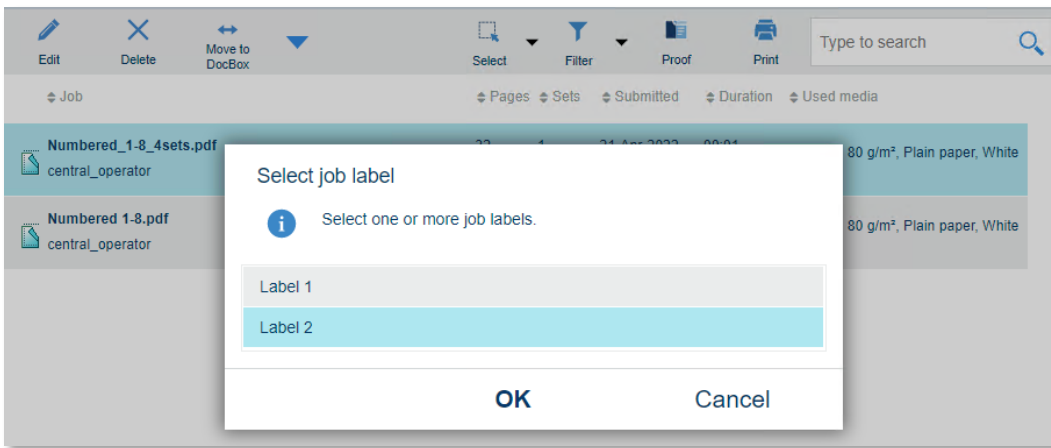 Edit
Delete
Move to
DocBox
Select
Filter
Proof
Print
Type to search
Job
Pages
Sets
Submitted
Duration
Used media
Numbered_1-8_4sets.pdf
central_operator
80 g/m², Plain paper, White
Numbered 1-8.pdf
central_operator
80 g/m², Plain paper, White
Select job label
i
Select one or more job labels.
Label 1
Label 2
OK
Cancel